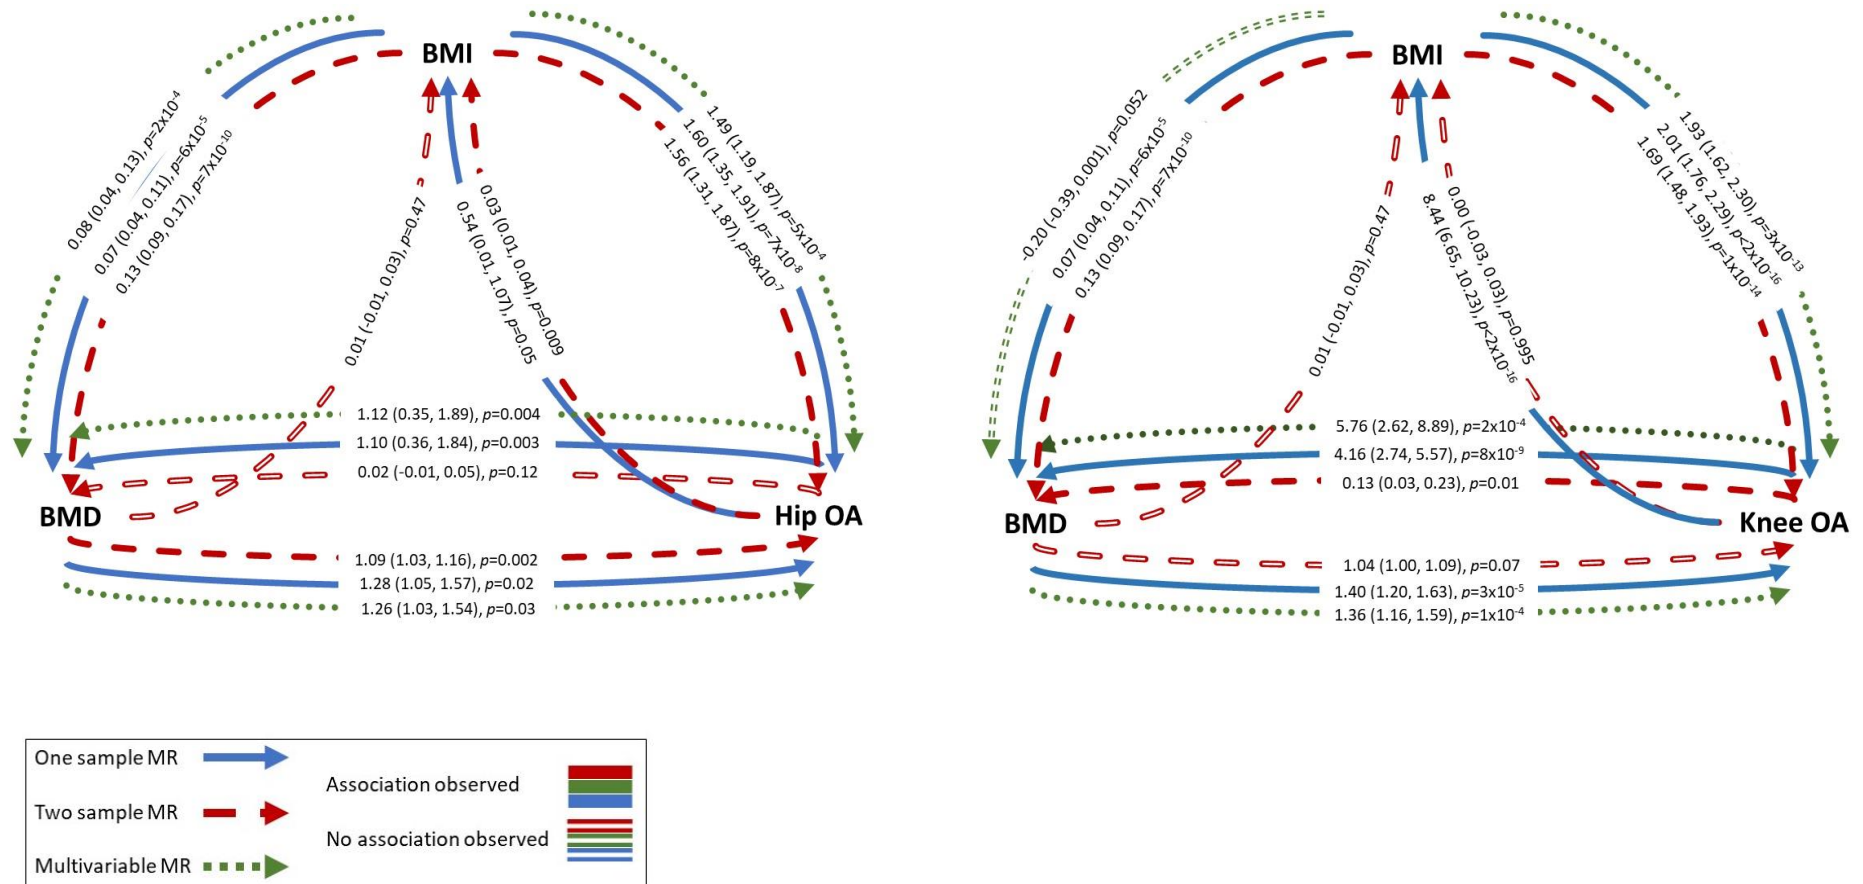 BMI
0.08 (0.04, 0.13), p=2x10⁻⁴
0.07 (0.04, 0.11), p=6x10⁻⁵
0.13 (0.09, 0.17), p=7x10⁻¹⁰
0.01 (-0.01, 0.03), p=0.47
0.54 (0.01, 1.07), p=0.05
0.03 (0.01, 0.04), p=0.009
1.49 (1.19, 1.87), p=5x10⁻⁴
1.60 (1.35, 1.91), p=7x10⁻⁸
1.56 (1.31, 1.87), p=8x10⁻⁷
1.12 (0.35, 1.89), p=0.004
1.10 (0.36, 1.84), p=0.003
0.02 (-0.01, 0.05), p=0.12
BMD
Hip OA
1.09 (1.03, 1.16), p=0.002
1.28 (1.05, 1.57), p=0.02
1.26 (1.03, 1.54), p=0.03
BMI
-0.20 (-0.39, 0.001), p=0.052
0.07 (0.04, 0.11), p=6x10⁻⁵
0.13 (0.09, 0.17), p=7x10⁻¹⁰
0.01 (-0.01, 0.03), p=0.47
8.44 (6.65, 10.23), p<2x10⁻¹⁶
0.00 (-0.03, 0.03), p=0.995
1.93 (1.62, 2.30), p=3x10⁻¹³
2.01 (1.76, 2.29), p<2x10⁻¹⁶
1.69 (1.48, 1.93), p=1x10⁻¹⁴
5.76 (2.62, 8.89), p=2x10⁻⁴
4.16 (2.74, 5.57), p=8x10⁻⁹
0.13 (0.03, 0.23), p=0.01
BMD
Knee OA
1.04 (1.00, 1.09), p=0.07
1.40 (1.20, 1.63), p=3x10⁻⁵
1.36 (1.16, 1.59), p=1x10⁻⁴
One sample MR
Two sample MR
Multivariable MR
Association observed
No association observed